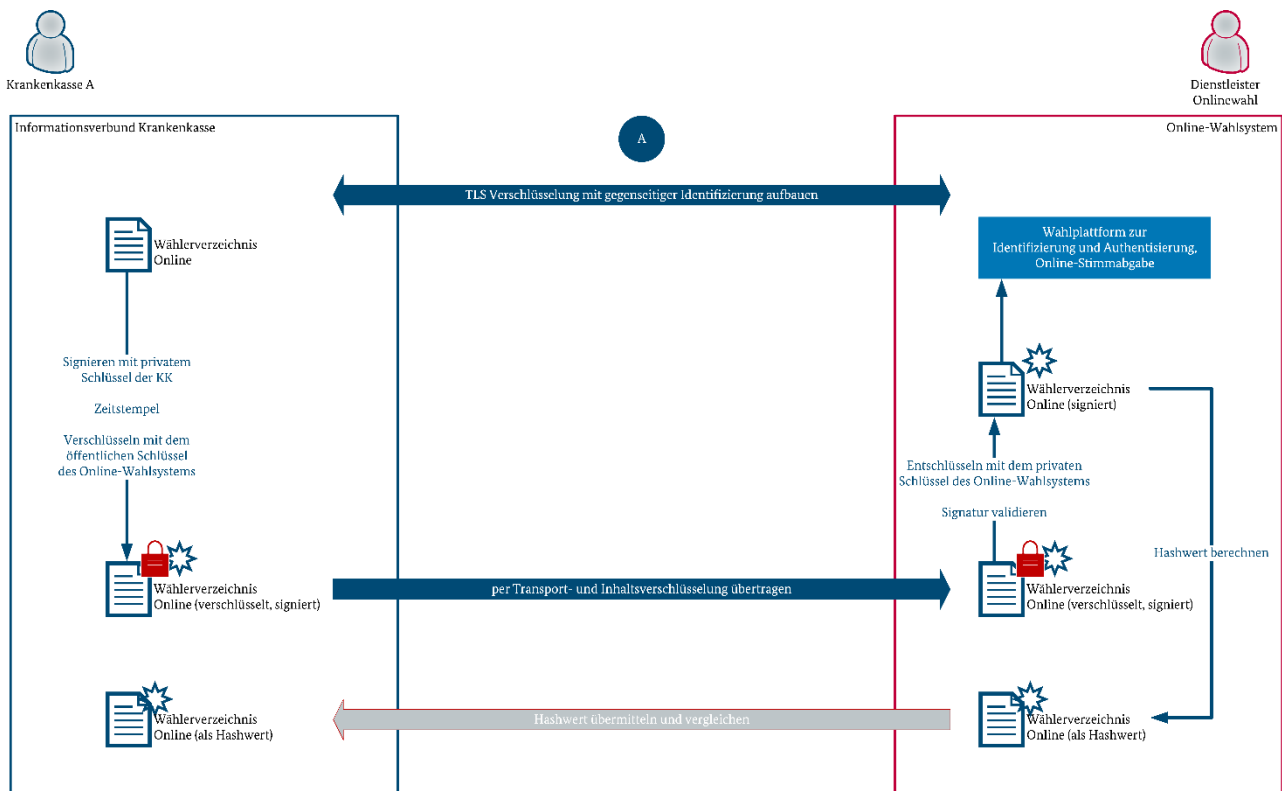 Krankenkasse A
Dienstleister
Onlinewahl
Informationsverbund Krankenkasse
A
Online-Wahlsystem
TLS Verschlüsselung mit gegenseitiger Identifizierung aufbauen
Wählerverzeichnis
Online
Wahlplattform zur
Identifizierung und Authentisierung,
Online-Stimmabgabe
Signieren mit privatem
Schlüssel der KK
Zeitstempel
Verschlüsseln mit dem
öffentlichen Schlüssel
des Online-Wahlsystems
Wählerverzeichnis
Online (signiert)
Entschlüsseln mit dem privaten
Schlüssel des Online-Wahlsystems
Signatur validieren
Hashwert berechnen
Wählerverzeichnis
Online (verschlüsselt, signiert)
per Transport- und Inhaltsverschlüsselung übertragen
Wählerverzeichnis
Online (verschlüsselt, signiert)
Wählerverzeichnis
Online (als Hashwert)
Hashwert übermitteln und vergleichen
Wählerverzeichnis
Online (als Hashwert)